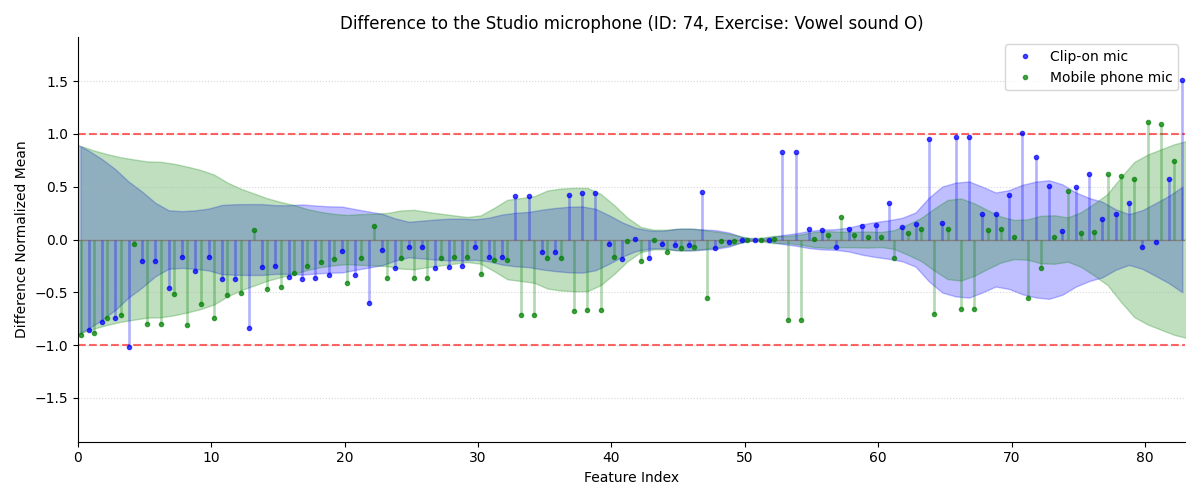 Difference to the Studio microphone (ID: 74, Exercise: Vowel sound O)
Clip-on mic
Mobile phone mic
Difference Normalized Mean
1.5
1.0
0.5
0.0
−0.5
−1.0
−1.5
0 10 20 30 40 50 60 70 80
Feature Index